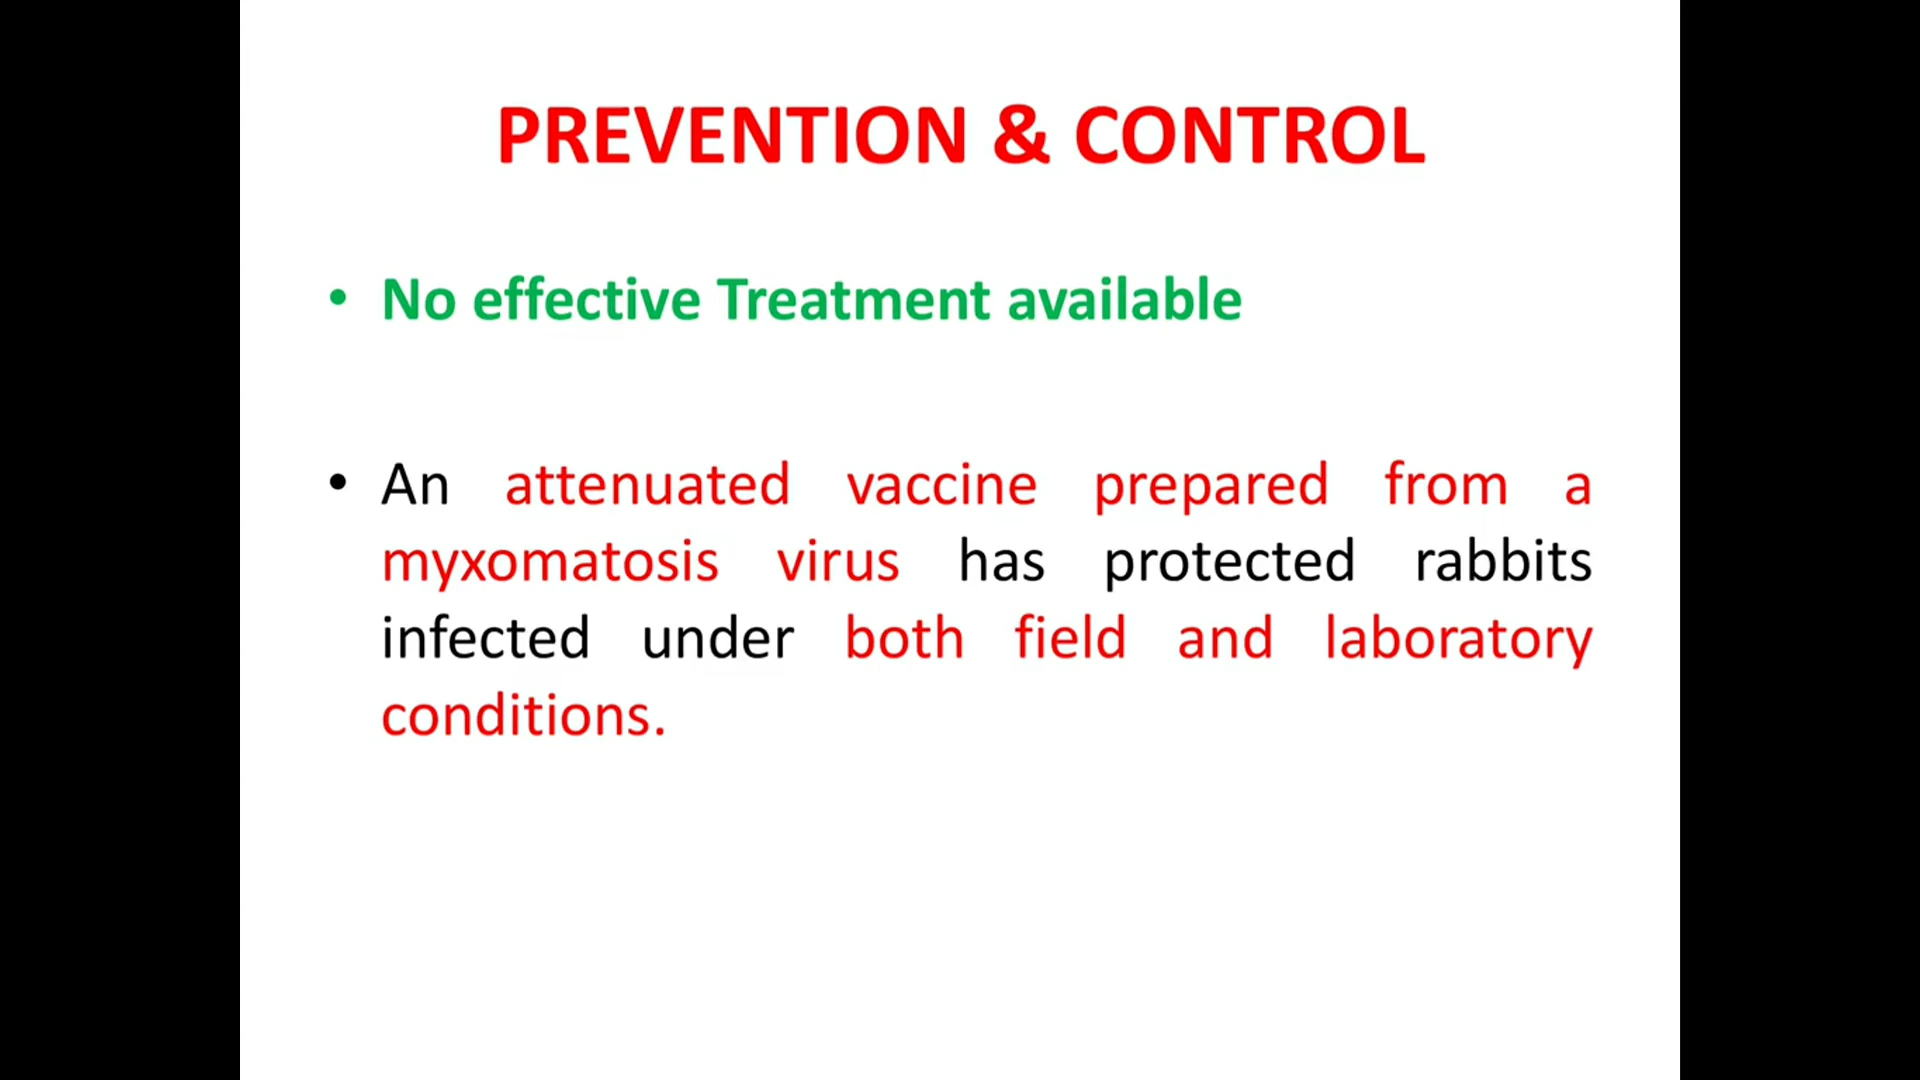 PREVENTION & CONTROL
• No effective Treatment available
• An attenuated vaccine prepared from a
myxomatosis virus has protected rabbits
infected under both field and laboratory
conditions.